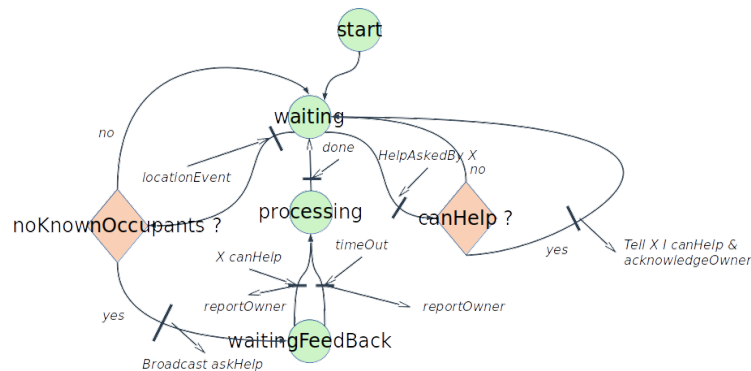 start
waiting
no
done
HelpAskedBy X
no
locationEvent
noKnownOccupants ?
processing
canHelp ?
X canHelp
timeOut
yes
Tell X I canHelp &
acknowledgeOwner
reportOwner
reportOwner
yes
waitingFeedBack
Broadcast askHelp